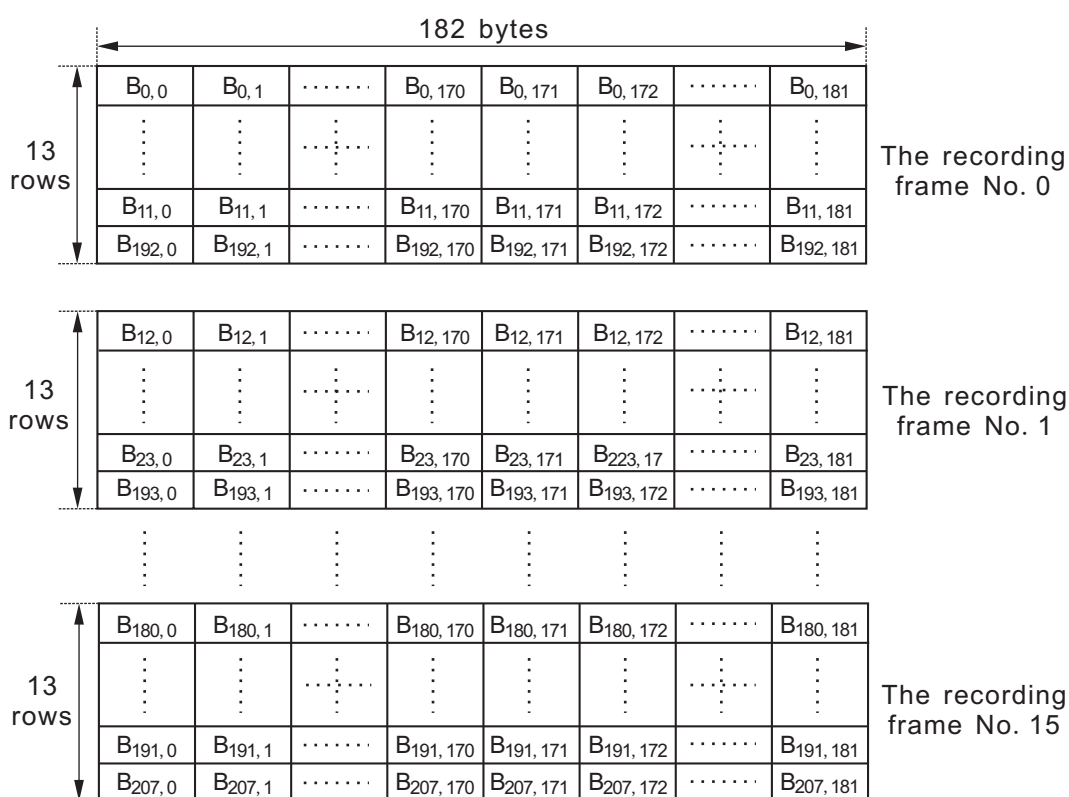 182 bytes
B0, 0 B0, 1 ······· B0, 170 B0, 171 B0, 172 ······· B0, 181
13
rows
The recording
frame No. 0
B11, 0 B11, 1 ······· B11, 170 B11, 171 B11, 172 ······· B11, 181
B192, 0 B192, 1 ······· B192, 170 B192, 171 B192, 172 ······· B192, 181
B12, 0 B12, 1 ······· B12, 170 B12, 171 B12, 172 ······· B12, 181
13
rows
The recording
frame No. 1
B23, 0 B23, 1 ······· B23, 170 B23, 171 B223, 17 ······· B23, 181
B193, 0 B193, 1 ······· B193, 170 B193, 171 B193, 172 ······· B193, 181
B180, 0 B180, 1 ······· B180, 170 B180, 171 B180, 172 ······· B180, 181
13
rows
The recording
frame No. 15
B191, 0 B191, 1 ······· B191, 170 B191, 171 B191, 172 ······· B191, 181
B207, 0 B207, 1 ······· B207, 170 B207, 171 B207, 172 ······· B207, 181